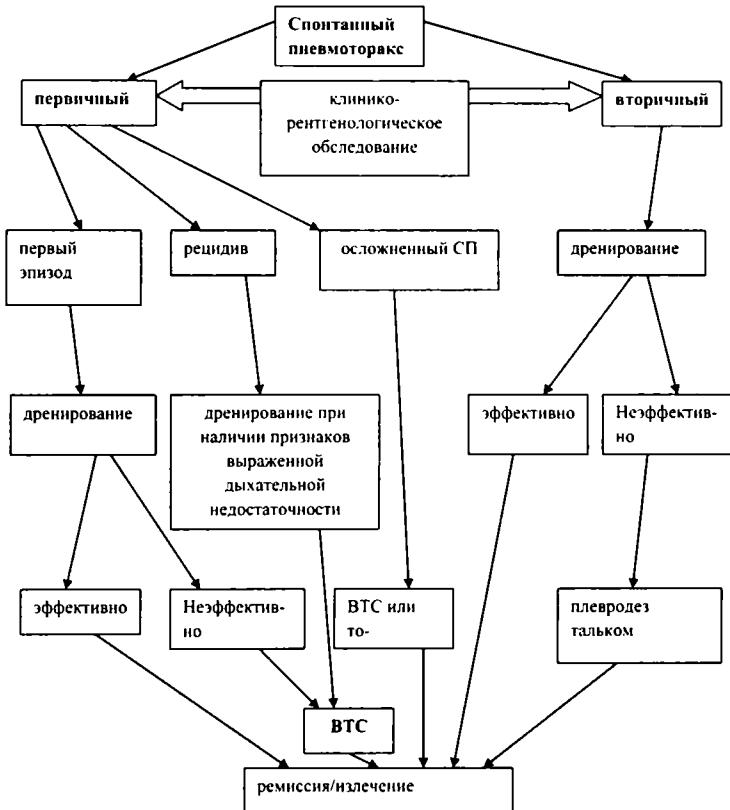 Спонтанный
пневмоторакс
первичный
клинико-
рентгенологическое
обследование
вторичный
первый
эпизод
рецидив
осложненный СП
дренирование
дренирование
дренирование при
наличии признаков
выраженной
дыхательной
недостаточности
эффективно
Неэффектив-
но
эффективно
Неэффектив-
но
ВТС или
то-
плевродез
тальком
ВТС
ремиссия/излечение